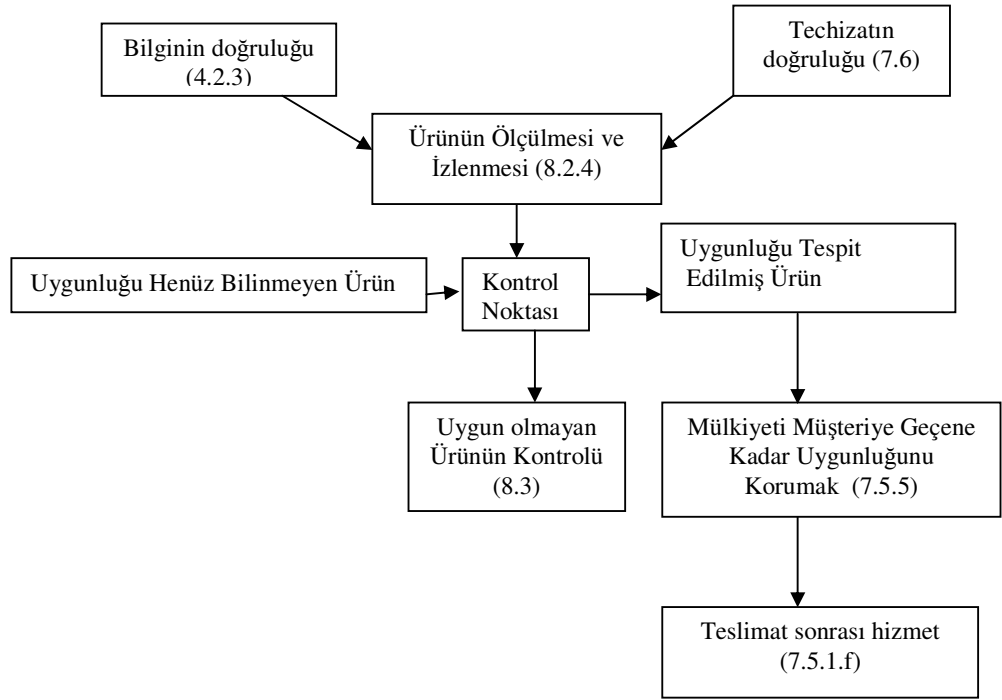 Bilginin doğruluğu
(4.2.3)
Techizatın
doğruluğu (7.6)
Ürünün Ölçülmesi ve
İzlenmesi (8.2.4)
Uygunluğu Henüz Bilinmeyen Ürün
Kontrol
Noktası
Uygunluğu Tespit
Edilmiş Ürün
Uygun olmayan
Ürünün Kontrolü
(8.3)
Mülkiyeti Müşteriye Geçene
Kadar Uygunluğunu
Korumak (7.5.5)
Teslimat sonrası hizmet
(7.5.1.f)